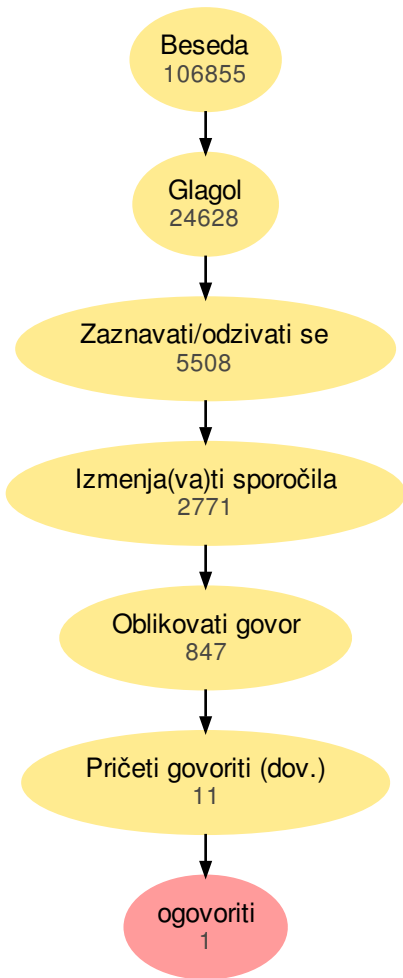 Beseda
106855
Glagol
24628
Zaznavati/odzivati se
5508
Izmenja(va)ti sporočila
2771
Oblikovati govor
847
Pričeti govoriti (dov.)
11
ogovoriti
1